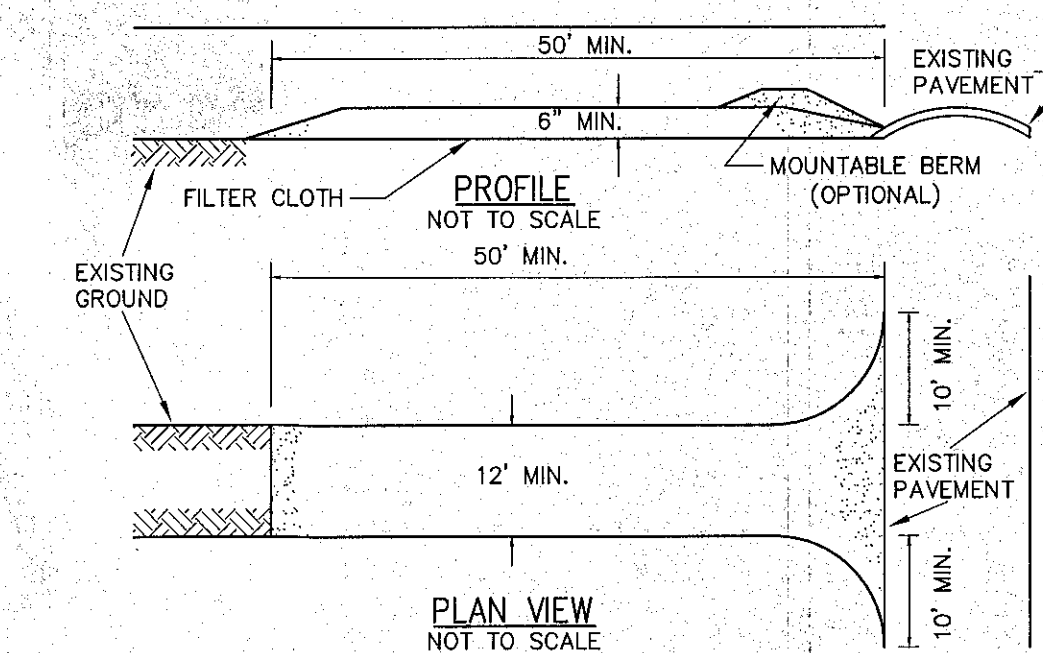 50' MIN.
EXISTING
PAVEMENT
6" MIN.
MOUNTABLE BERM
(OPTIONAL)
FILTER CLOTH
PROFILE
NOT TO SCALE
EXISTING
GROUND
50' MIN.
10' MIN.
12' MIN.
EXISTING
PAVEMENT
10' MIN.
PLAN VIEW
NOT TO SCALE